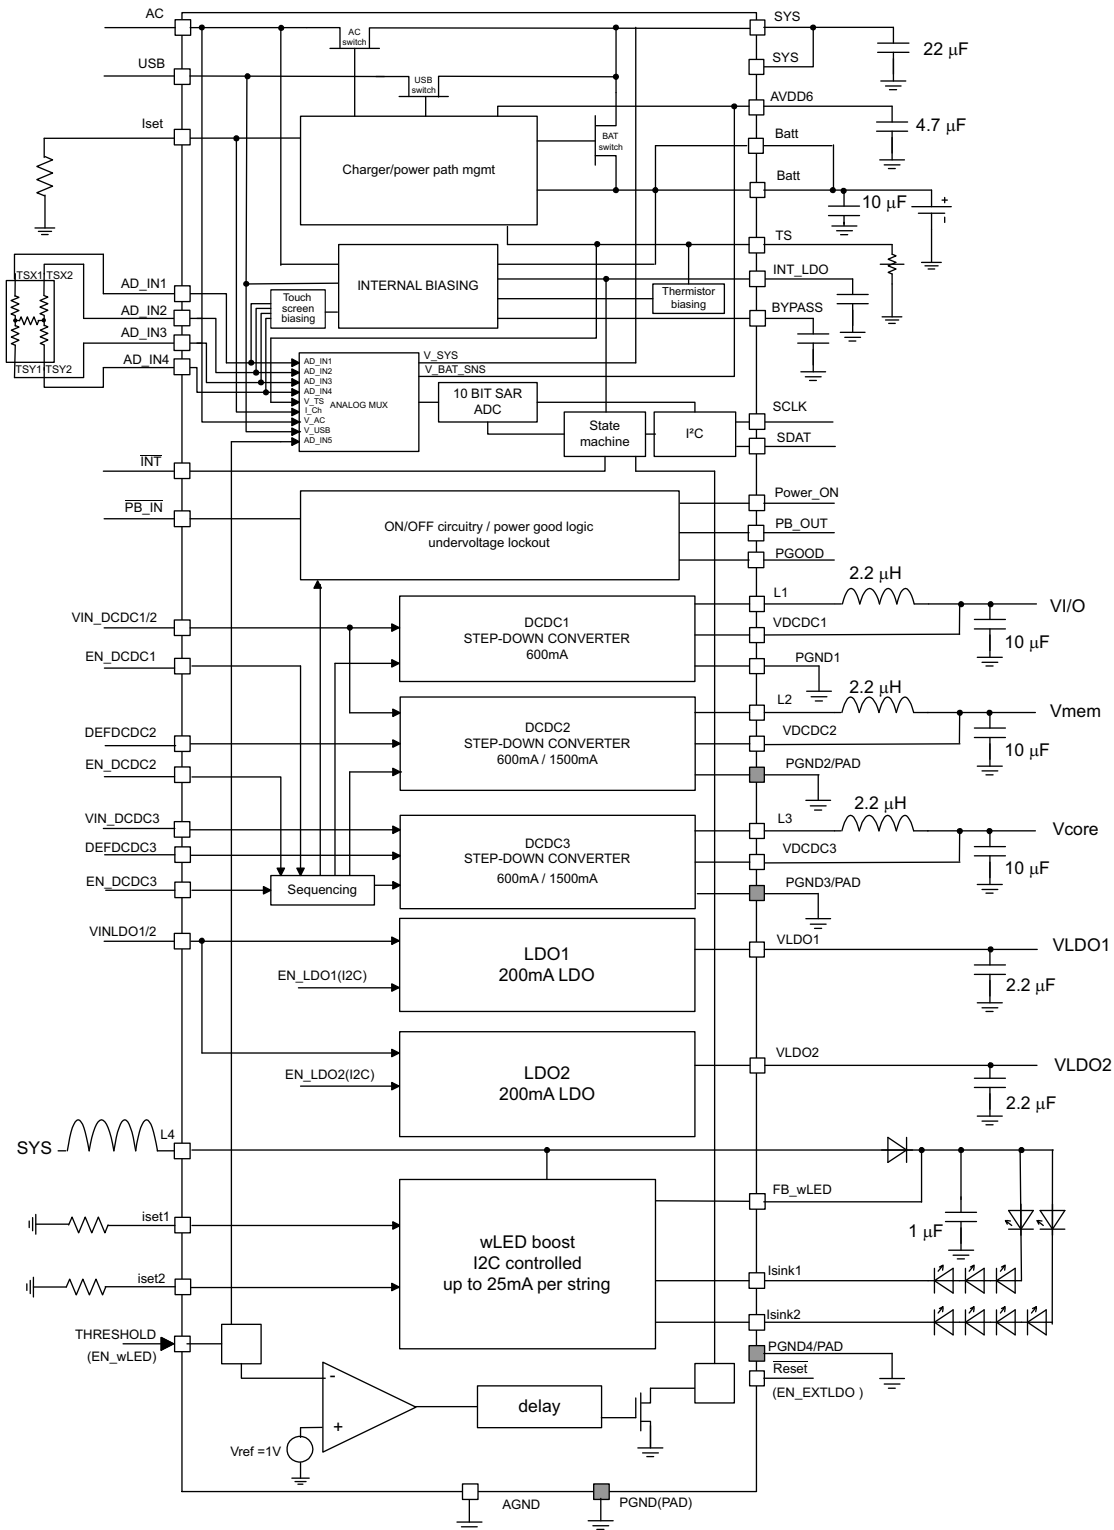 AC
SYS
AC
switch
22 μF
USB
SYS
USB
switch
AVDD6
Iset
4.7 μF
BAT
switch
Batt
Charger/power path mgmt
Batt
10 μF
+
-
TS
TSX1
TSX2
INTERNAL BIASING
INT_LDO
AD_IN1
Touch
screen
biasing
Thermistor
biasing
AD_IN2
BYPASS
AD_IN3
TSY1
TSY2
AD_IN4
AD_IN1
AD_IN2
AD_IN3
AD_IN4
V_TS
I_Ch
V_AC
V_USB
AD_IN5
ANALOG MUX
V_SYS
V_BAT_SNS
10 BIT SAR
ADC
State
machine
I²C
SCLK
SDAT
INT
PB_IN
ON/OFF circuitry / power good logic
undervoltage lockout
Power_ON
PB_OUT
PGOOD
2.2 μH
L1
VI/O
VIN_DCDC1/2
DCDC1
STEP-DOWN CONVERTER
600mA
VDCDC1
10 μF
EN_DCDC1
PGND1
2.2 μH
L2
Vmem
DEFDCDC2
DCDC2
STEP-DOWN CONVERTER
600mA / 1500mA
VDCDC2
10 μF
EN_DCDC2
PGND2/PAD
2.2 μH
VIN_DCDC3
L3
Vcore
DEFDCDC3
DCDC3
STEP-DOWN CONVERTER
600mA / 1500mA
VDCDC3
10 μF
EN_DCDC3
Sequencing
PGND3/PAD
VINLDO1/2
LDO1
200mA LDO
VLDO1
VLDO1
EN_LDO1(I2C)
2.2 μF
LDO2
200mA LDO
VLDO2
VLDO2
EN_LDO2(I2C)
2.2 μF
SYS
L4
FB_wLED
iset1
wLED boost
I2C controlled
up to 25mA per string
1 μF
iset2
Isink1
Isink2
THRESHOLD
(EN_wLED)
PGND4/PAD
Reset
(EN_EXTLDO )
-
+
delay
Vref =1V
AGND
PGND(PAD)